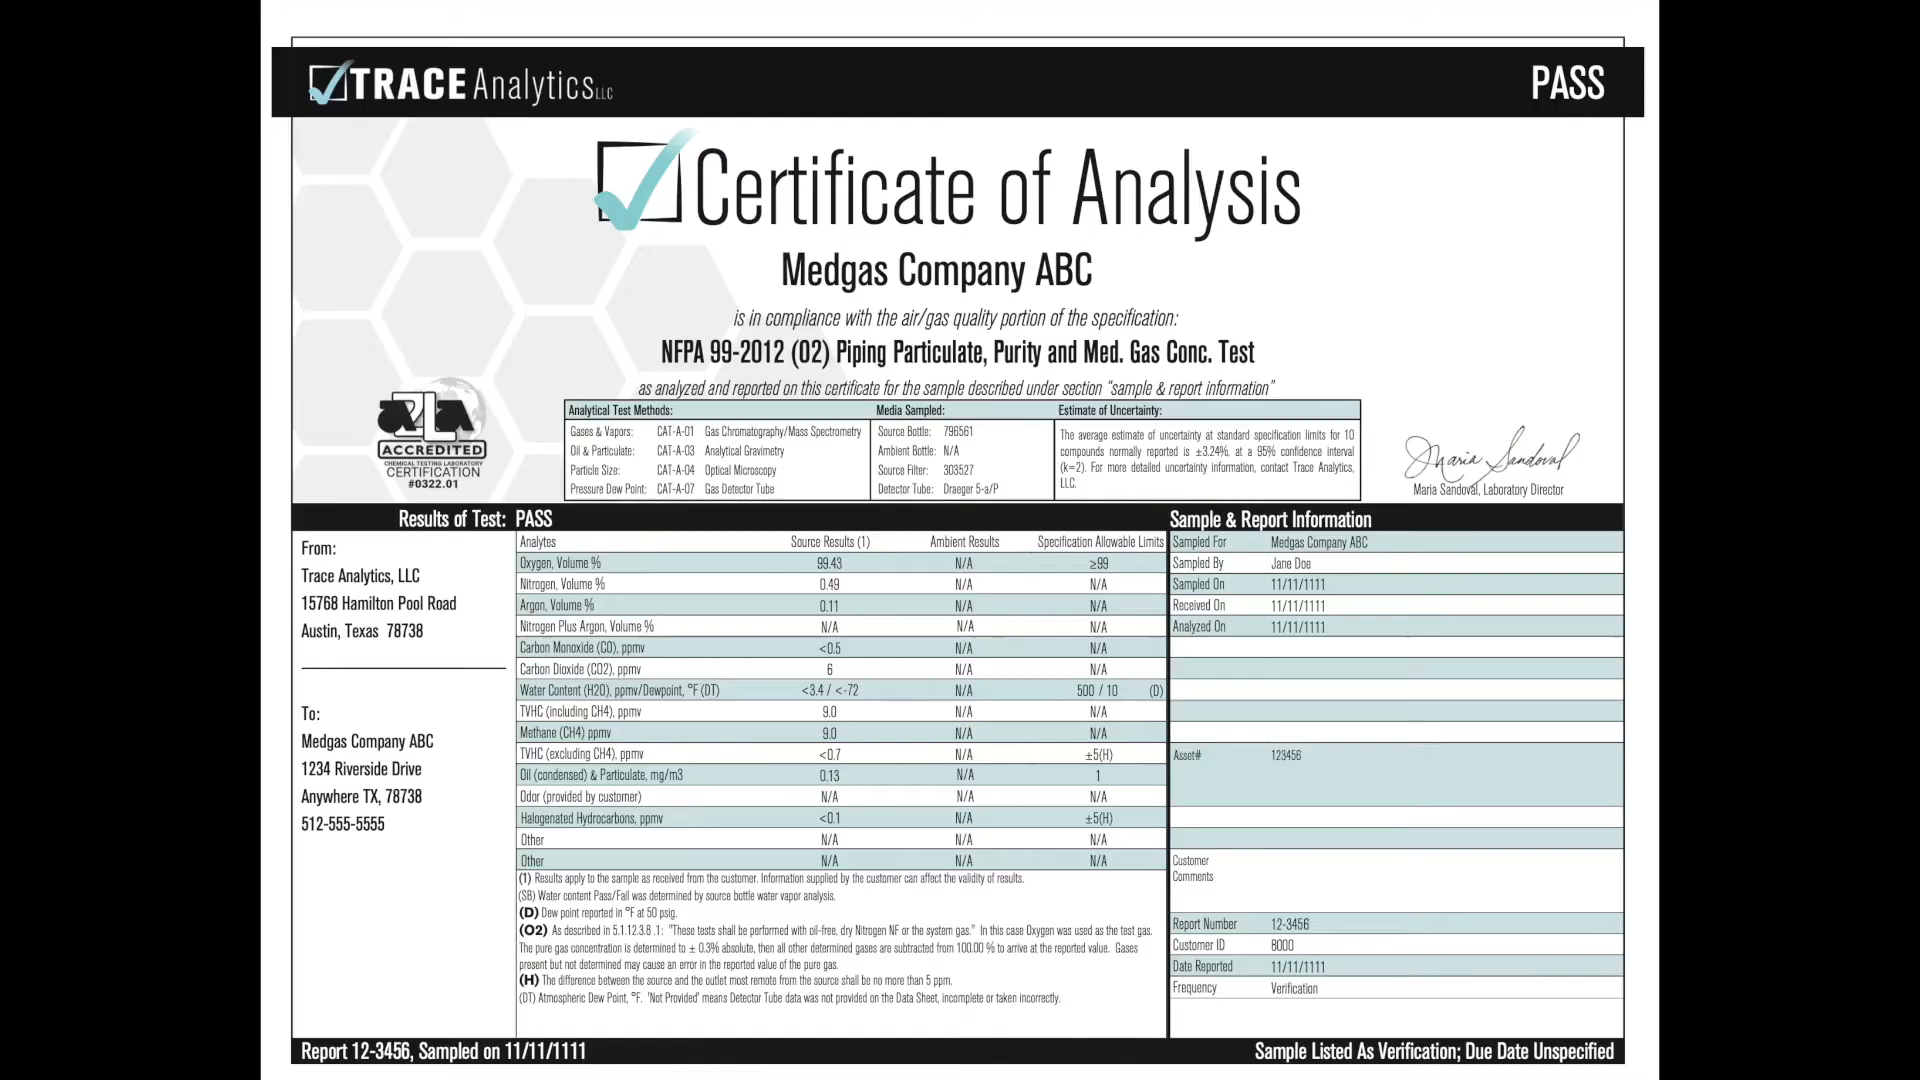 TRACE Analytics LLC
PASS
Certificate of Analysis
Medgas Company ABC
is in compliance with the air/gas quality portion of the specification:
NFPA 99-2012 (O2) Piping Particulate, Purity and Med. Gas Conc. Test
as analyzed and reported on this certificate for the sample described under section "sample & report information"
A2LA
ACCREDITED
CHEMICAL TESTING LABORATORY
CERTIFICATION
#0322.01
Analytical Test Methods:
Gases & Vapors: CAT-A-01 Gas Chromatography/Mass Spectrometry
Oil & Particulate: CAT-A-03 Analytical Gravimetry
Particle Size: CAT-A-04 Optical Microscopy
Pressure Dew Point: CAT-A-07 Gas Detector Tube
Media Sampled:
Source Bottle: 796561
Ambient Bottle: N/A
Source Filter: 303527
Detector Tube: Draeger 5-a/P
Estimate of Uncertainty:
The average estimate of uncertainty at standard specification limits for 10
compounds normally reported is ±3.24%, at a 95% confidence interval
(k=2). For more detailed uncertainty information, contact Trace Analytics,
LLC.
Maria Sandoval
Maria Sandoval, Laboratory Director
Results of Test: PASS
From:
Trace Analytics, LLC
15768 Hamilton Pool Road
Austin, Texas 78738
To:
Medgas Company ABC
1234 Riverside Drive
Anywhere TX, 78738
512-555-5555
Analytes Source Results (1) Ambient Results Specification Allowable Limits
Oxygen, Volume % 99.43 N/A ≥99
Nitrogen, Volume % 0.49 N/A N/A
Argon, Volume % 0.11 N/A N/A
Nitrogen Plus Argon, Volume % N/A N/A N/A
Carbon Monoxide (CO), ppmv <0.5 N/A N/A
Carbon Dioxide (CO2), ppmv 6 N/A N/A
Water Content (H2O), ppmv/Dewpoint, °F (DT) <3.4 / <-72 N/A 500 / 10 (D)
TVHC (including CH4), ppmv 9.0 N/A N/A
Methane (CH4) ppmv 9.0 N/A N/A
TVHC (excluding CH4), ppmv <0.7 N/A ±5(H)
Oil (condensed) & Particulate, mg/m3 0.13 N/A 1
Odor (provided by customer) N/A N/A N/A
Halogenated Hydrocarbons, ppmv <0.1 N/A ±5(H)
Other N/A N/A N/A
Other N/A N/A N/A
(1) Results apply to the sample as received from the customer. Information supplied by the customer can affect the validity of results.
(SB) Water content Pass/Fail was determined by source bottle water vapor analysis.
(D) Dew point reported in °F at 50 psig.
(O2) As described in 5.1.12.3.8 .1: "These tests shall be performed with oil-free, dry Nitrogen NF or the system gas." In this case Oxygen was used as the test gas.
The pure gas concentration is determined to ± 0.3% absolute, then all other determined gases are subtracted from 100.00 % to arrive at the reported value. Gases
present but not determined may cause an error in the reported value of the pure gas.
(H) The difference between the source and the outlet most remote from the source shall be no more than 5 ppm.
(DT) Atmospheric Dew Point, °F. 'Not Provided' means Detector Tube data was not provided on the Data Sheet, incomplete or taken incorrectly.
Sample & Report Information
Sampled For Medgas Company ABC
Sampled By Jane Doe
Sampled On 11/11/1111
Received On 11/11/1111
Analyzed On 11/11/1111
Asset# 123456
Customer
Comments
Report Number 12-3456
Customer ID 8000
Date Reported 11/11/1111
Frequency Verification
Report 12-3456, Sampled on 11/11/1111
Sample Listed As Verification; Due Date Unspecified